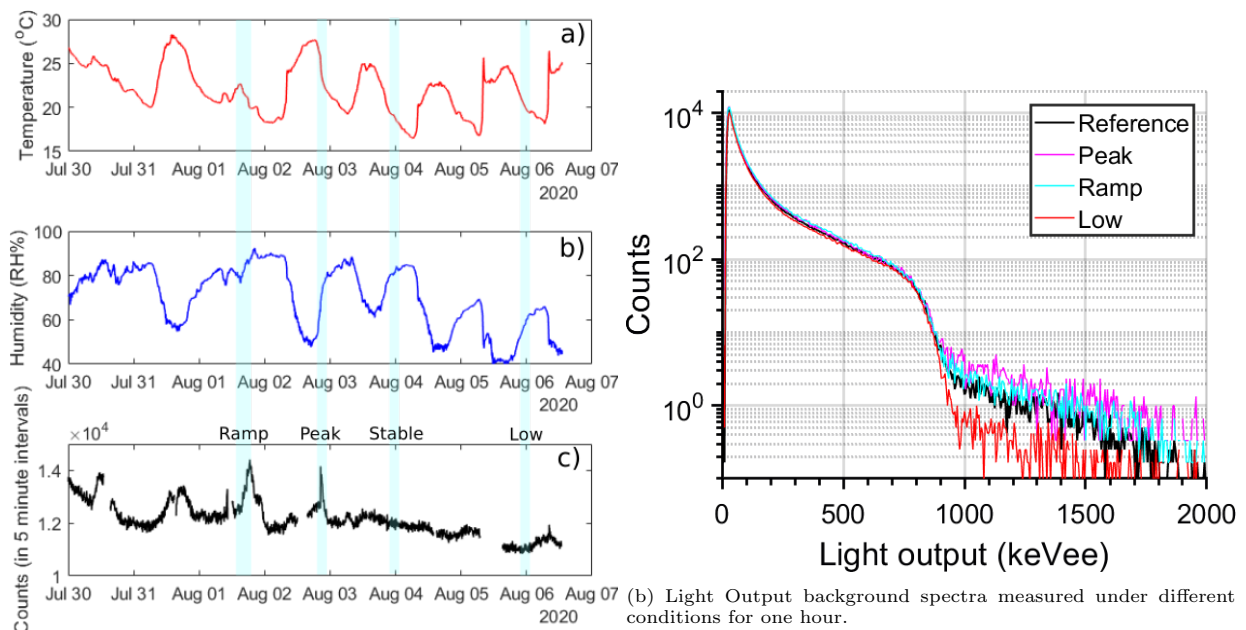 30
25
20
15
Temperature (°C)
a)
Jul 30 Jul 31 Aug 01 Aug 02 Aug 03 Aug 04 Aug 05 Aug 06 Aug 07
2020
100
80
60
40
Humidity (RH%)
b)
Jul 30 Jul 31 Aug 01 Aug 02 Aug 03 Aug 04 Aug 05 Aug 06 Aug 07
2020
×10⁴
Ramp Peak Stable Low
1.4
1.2
1
Counts (in 5 minute intervals)
c)
Jul 30 Jul 31 Aug 01 Aug 02 Aug 03 Aug 04 Aug 05 Aug 06 Aug 07
2020
10⁴
10²
10⁰
Counts
Reference
Peak
Ramp
Low
0 500 1000 1500 2000
Light output (keVee)
(b) Light Output background spectra measured under different
conditions for one hour.